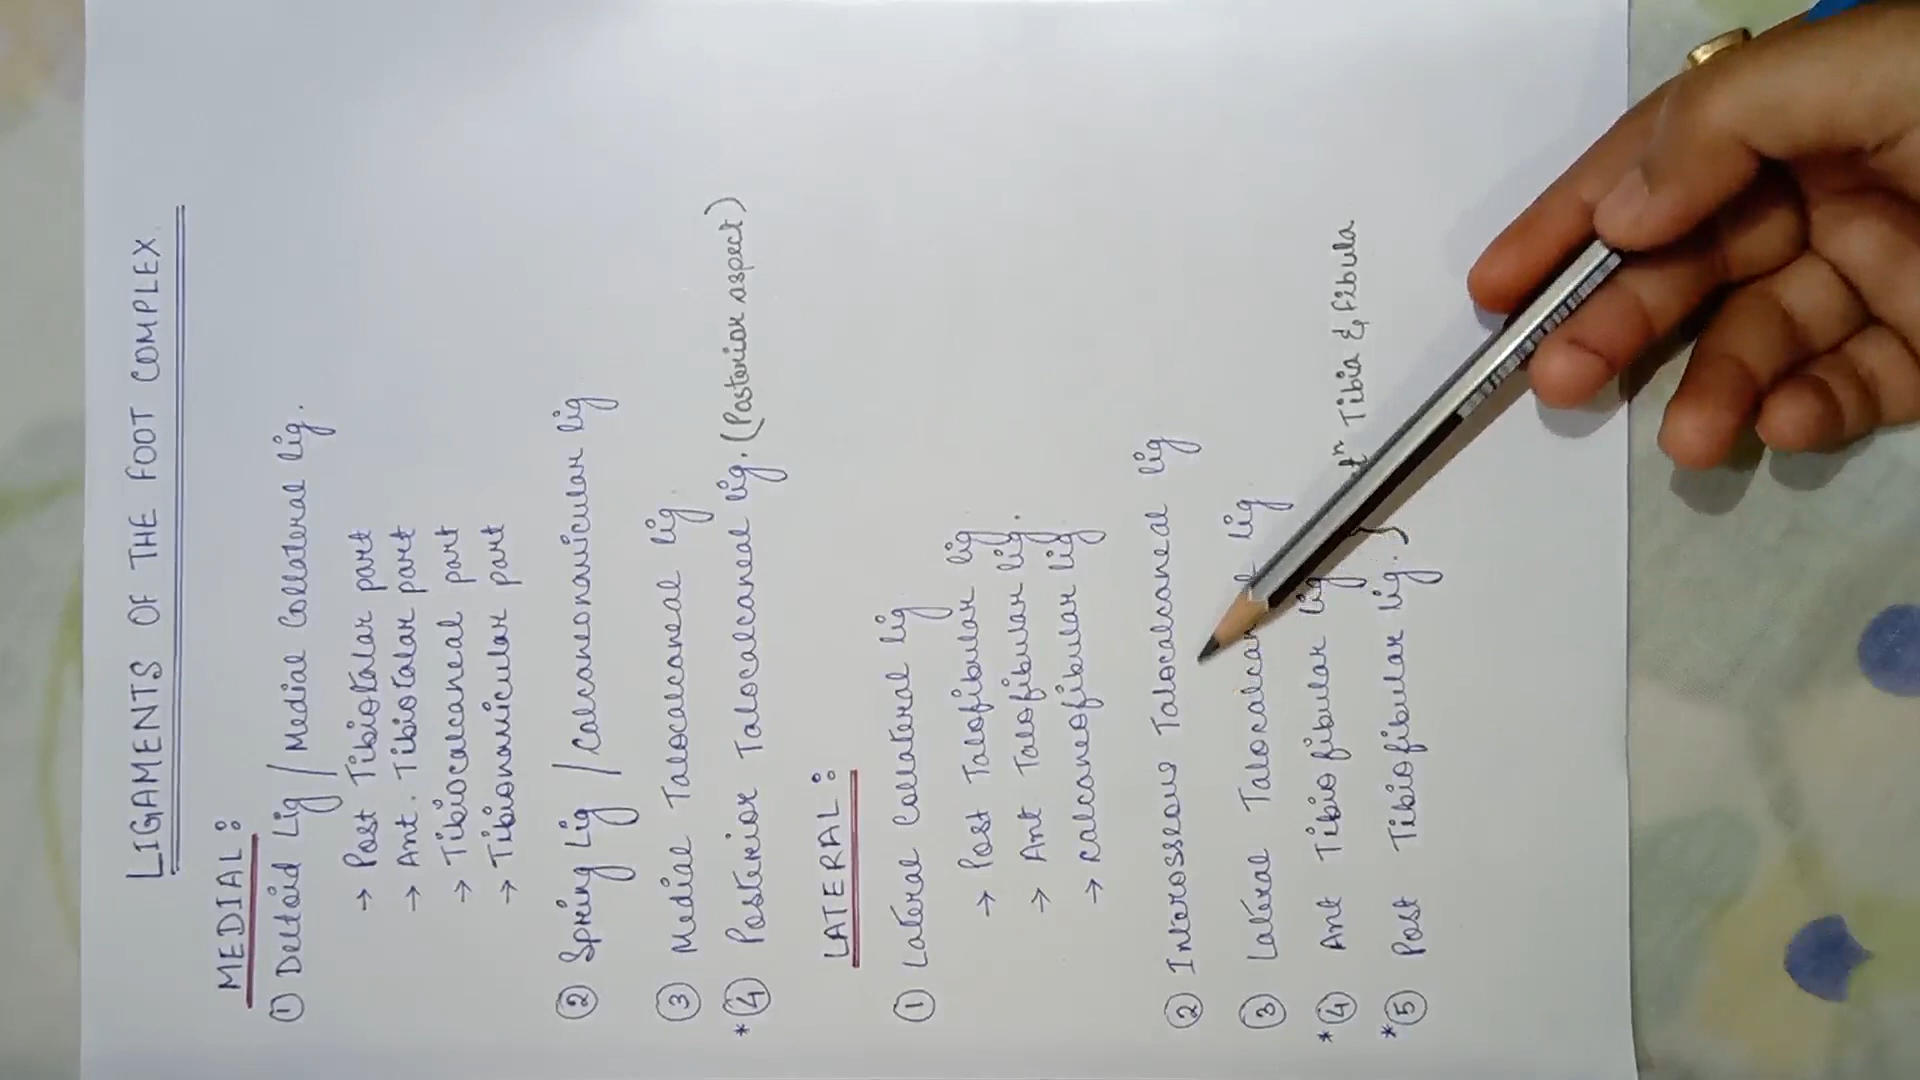 LIGAMENTS OF THE FOOT COMPLEX
MEDIAL:
① Deltoid Lig / Medial Collateral Lig.
→ Post Tibiotalar part
→ Ant. Tibiotalar part
→ Tibiocalcaneal part
→ Tibionavicular part
② Spring Lig / Calcaneonavicular Lig
③ Medial Talocalcaneal Lig
*④ Posterior Talocalcaneal Lig. (Posterior aspect)
LATERAL:
① Lateral Collateral Lig
→ Post Talofibular Lig
→ Ant Talofibular Lig.
→ Calcaneofibular Lig
② Interosseous Talocalcaneal Lig
③ Lateral Lig
*④ Ant Tibiofibular Lig Tibia & Fibula
*⑤ Post Tibiofibular Lig.